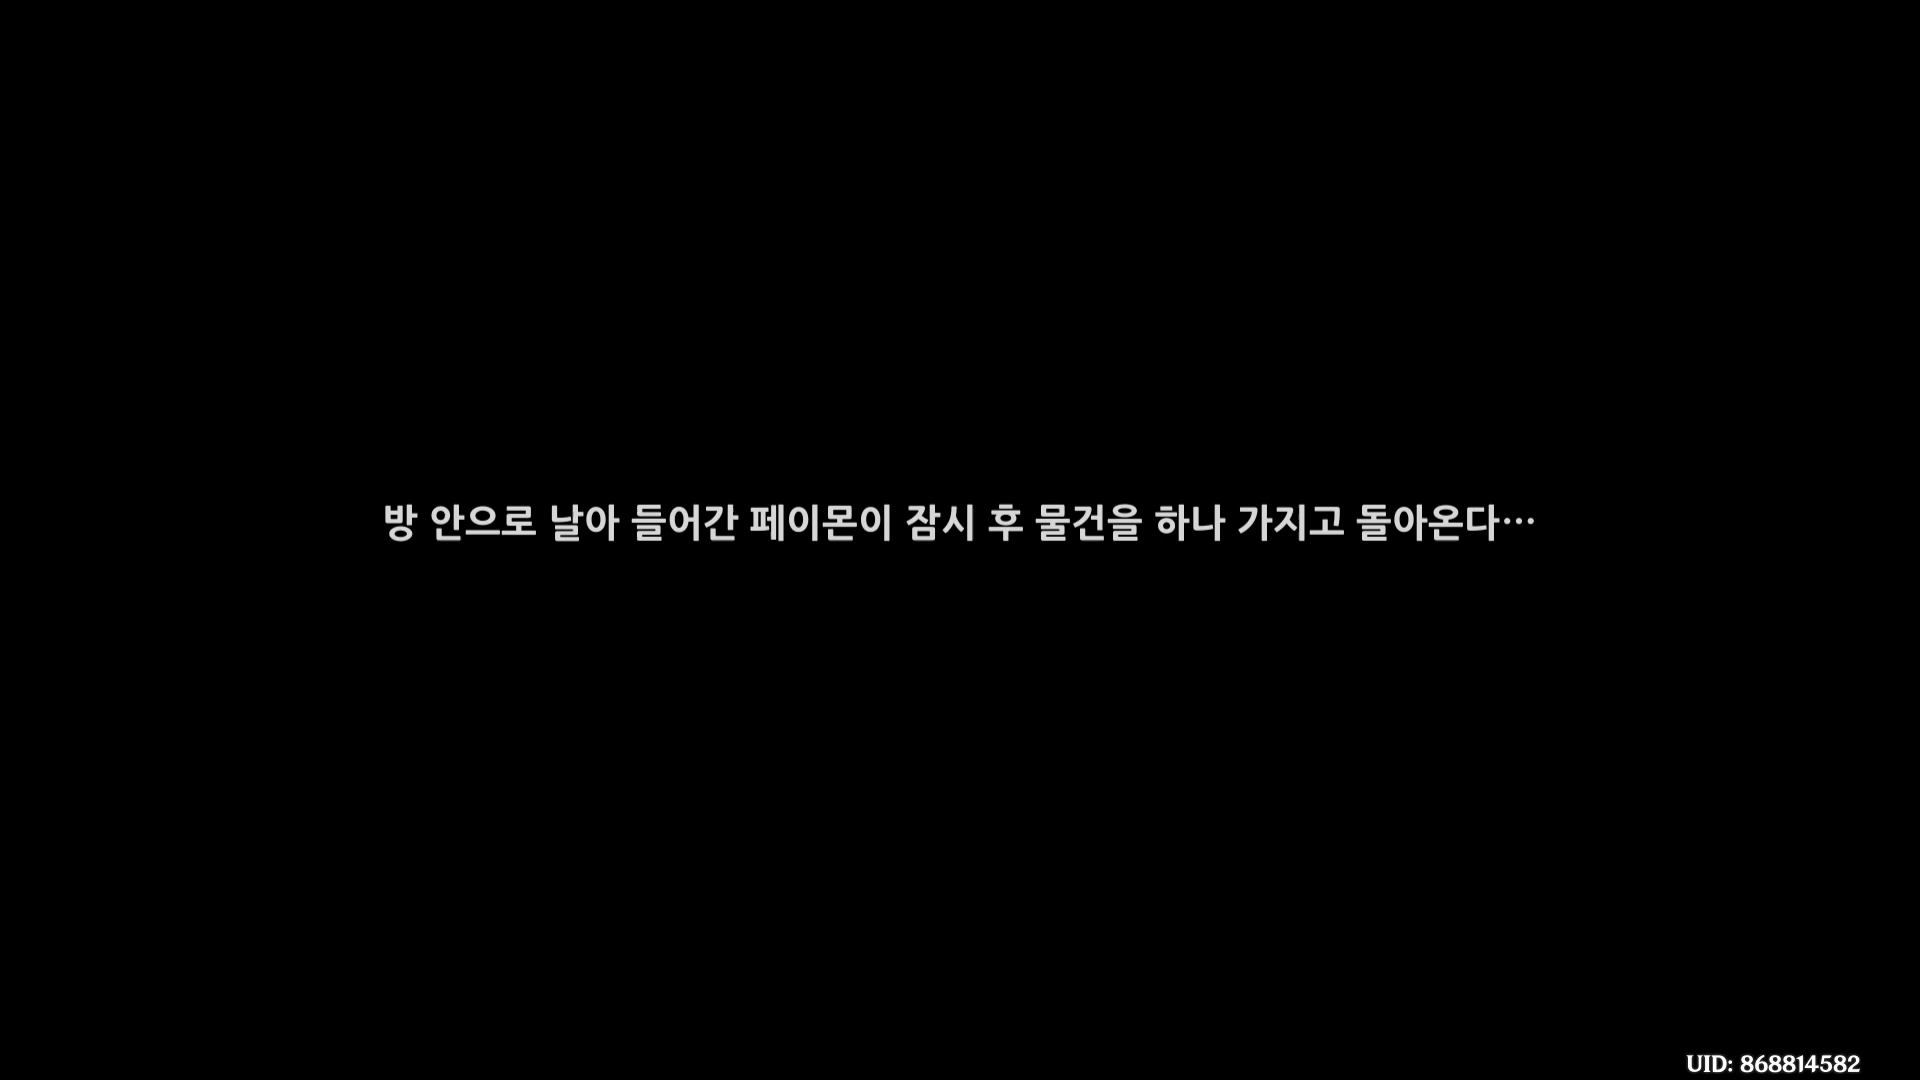 방 안으로 날아 들어간 페이몬이 잠시 후 물건을 하나 가지고 돌아온다…
UID: 868814582